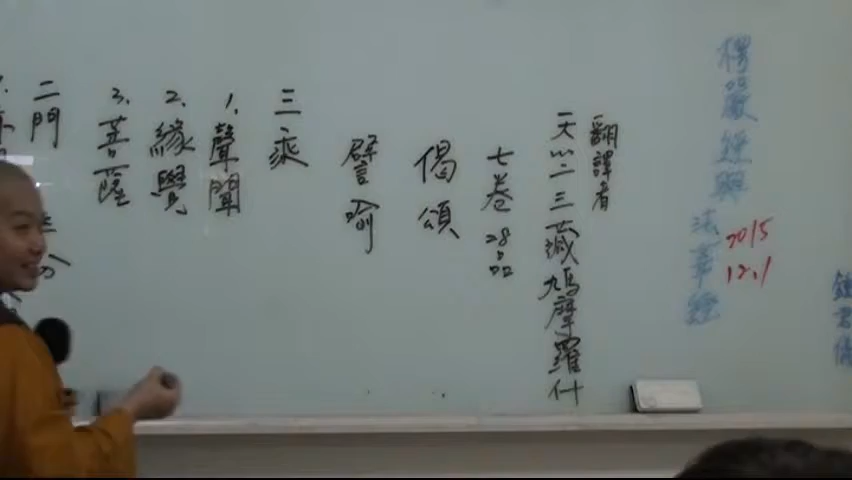 楞嚴經與
法華經
2015
12.1
翻譯者
天竺三藏鳩摩羅什
七卷28品
偈頌
譬喻
三乘
1.聲聞
2.緣覺
3.菩薩
二門